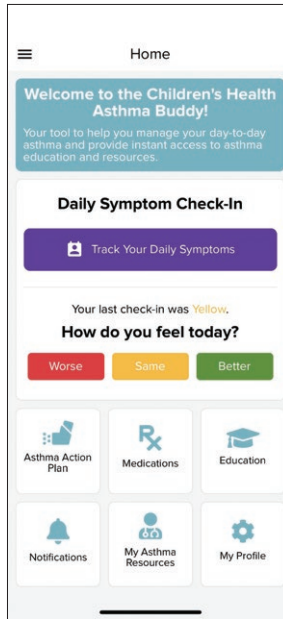 Home
Welcome to the Children's Health
Asthma Buddy!
Your tool to help you manage your day-to-day
asthma and provide instant access to asthma
education and resources.
Daily Symptom Check-In
Track Your Daily Symptoms
Your last check-in was Yellow.
How do you feel today?
Worse Same Better
Asthma Action
Plan
Medications
Education
Notifications
My Asthma
Resources
My Profile